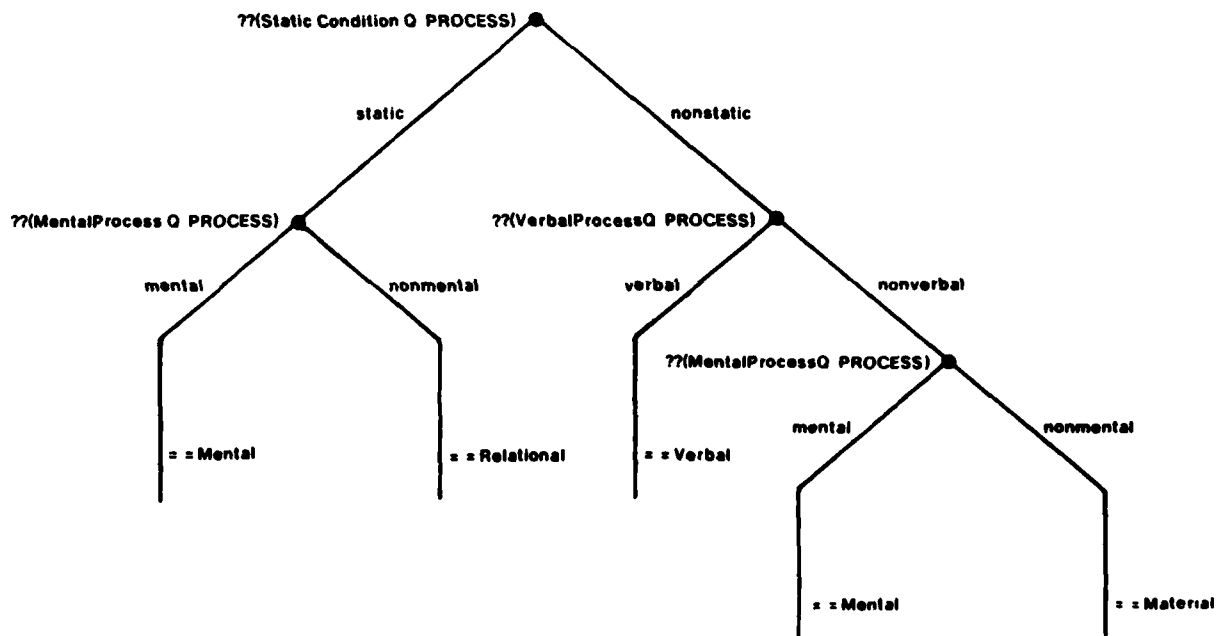 ??(Static Condition Q PROCESS)
static
nonstatic
??(MentalProcess Q PROCESS)
??(VerbalProcessQ PROCESS)
mental
nonmental
verbal
nonverbal
??(MentalProcessQ PROCESS)
mental
nonmental
= =Mental
= =Relational
= =Verbal
= =Mental
= =Material